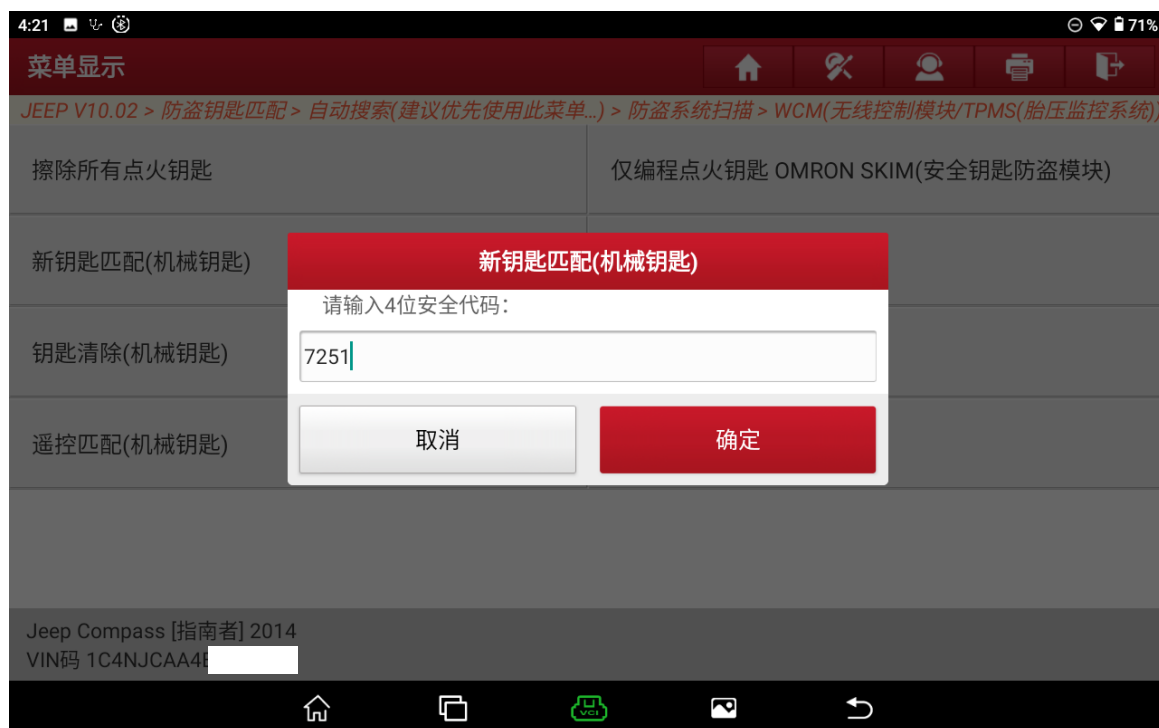 4:21
71%
菜单显示
JEEP V10.02 > 防盗钥匙匹配 > 自动搜索(建议优先使用此菜单...) > 防盗系统扫描 > WCM(无线控制模块/TPMS(胎压监控系统))
擦除所有点火钥匙
仅编程点火钥匙 OMRON SKIM(安全钥匙防盗模块)
新钥匙匹配(机械钥匙)
新钥匙匹配(机械钥匙)
请输入4位安全代码:
7251
钥匙清除(机械钥匙)
取消
确定
遥控匹配(机械钥匙)
Jeep Compass [指南者] 2014
VIN码 1C4NJCAA4
VCI